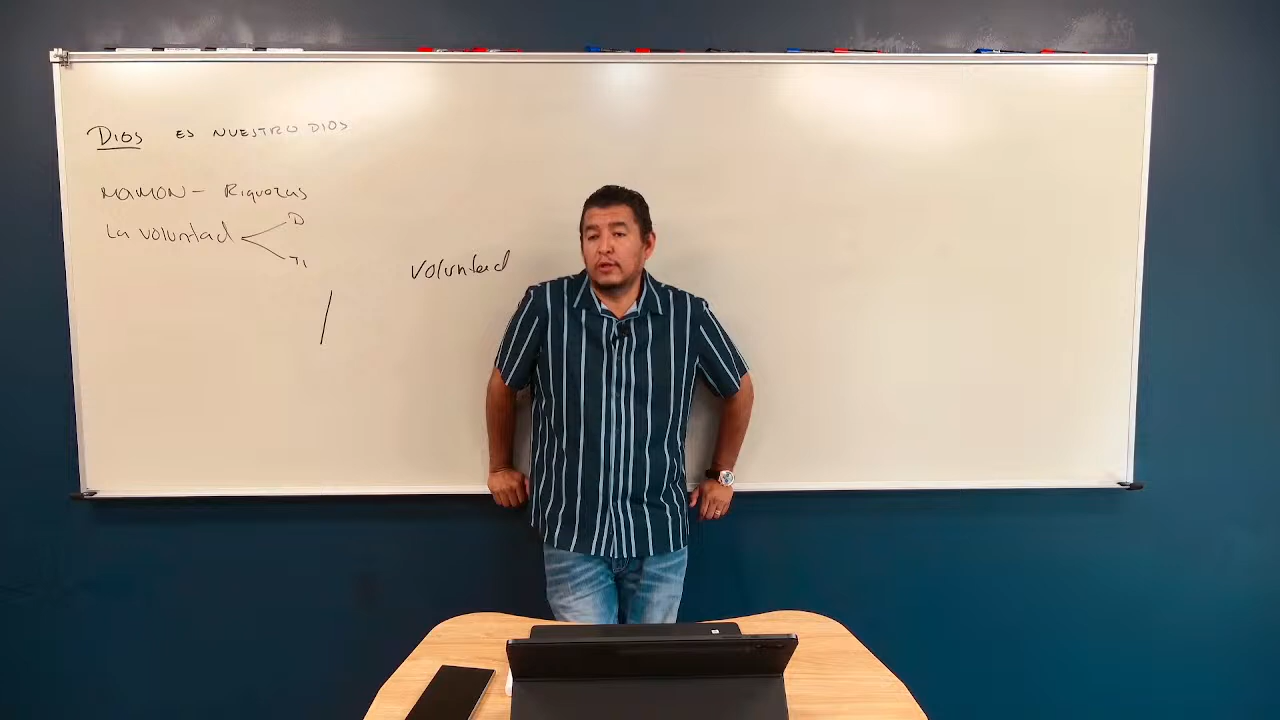 DIOS ES NUESTRO DIOS
MAMON - Riquezas
La voluntad
D
voluntad